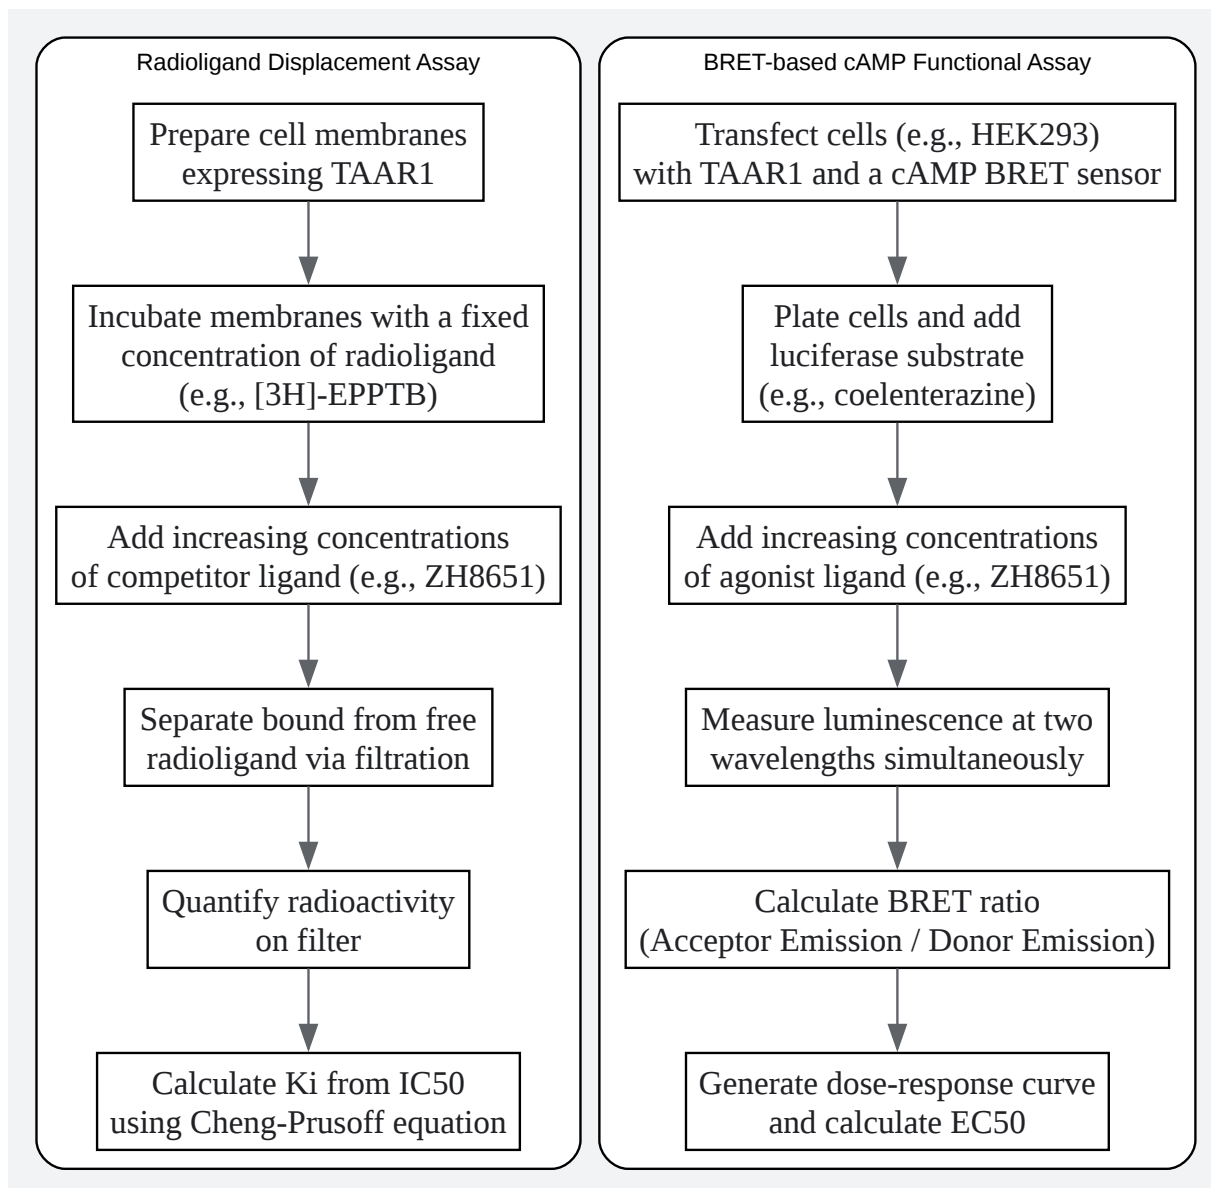 Radioligand Displacement Assay
Prepare cell membranes
expressing TAAR1
Incubate membranes with a fixed
concentration of radioligand
(e.g., [3H]-EPPTB)
Add increasing concentrations
of competitor ligand (e.g., ZH8651)
Separate bound from free
radioligand via filtration
Quantify radioactivity
on filter
Calculate Ki from IC50
using Cheng-Prusoff equation
BRET-based cAMP Functional Assay
Transfect cells (e.g., HEK293)
with TAAR1 and a cAMP BRET sensor
Plate cells and add
luciferase substrate
(e.g., coelenterazine)
Add increasing concentrations
of agonist ligand (e.g., ZH8651)
Measure luminescence at two
wavelengths simultaneously
Calculate BRET ratio
(Acceptor Emission / Donor Emission)
Generate dose-response curve
and calculate EC50